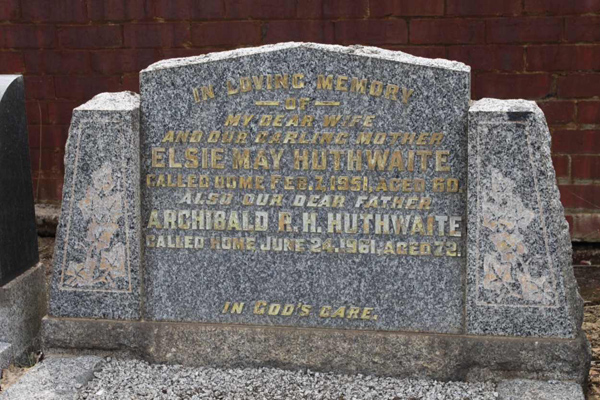 IN LOVING MEMORY
OF
MY DEAR WIFE
AND OUR DARLING MOTHER
ELSIE MAY HUTHWAITE
CALLED HOME FEB. 7, 1951, AGED 60.
ALSO OUR DEAR FATHER
ARCHIBALD R. H. HUTHWAITE
CALLED HOME JUNE 24, 1961, AGED 72.
IN GOD'S CARE.